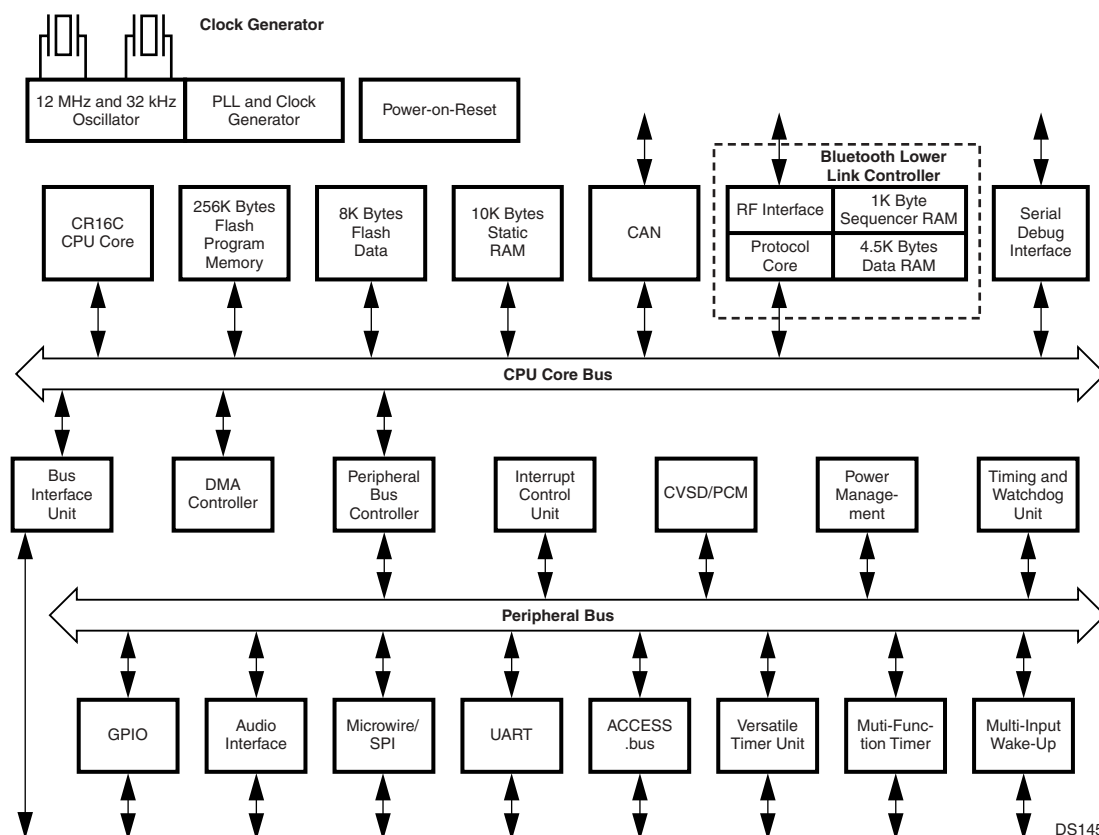 Clock Generator
12 MHz and 32 kHz
Oscillator
PLL and Clock
Generator
Power-on-Reset
Bluetooth Lower
Link Controller
CR16C
CPU Core
256K Bytes
Flash
Program
Memory
8K Bytes
Flash
Data
10K Bytes
Static
RAM
CAN
RF Interface
1K Byte
Sequencer RAM
Protocol
Core
4.5K Bytes
Data RAM
Serial
Debug
Interface
CPU Core Bus
Bus
Interface
Unit
DMA
Controller
Peripheral
Bus
Controller
Interrupt
Control
Unit
CVSD/PCM
Power
Manage-
ment
Timing and
Watchdog
Unit
Peripheral Bus
GPIO
Audio
Interface
Microwire/
SPI
UART
ACCESS
.bus
Versatile
Timer Unit
Muti-Func-
tion Timer
Multi-Input
Wake-Up
DS145